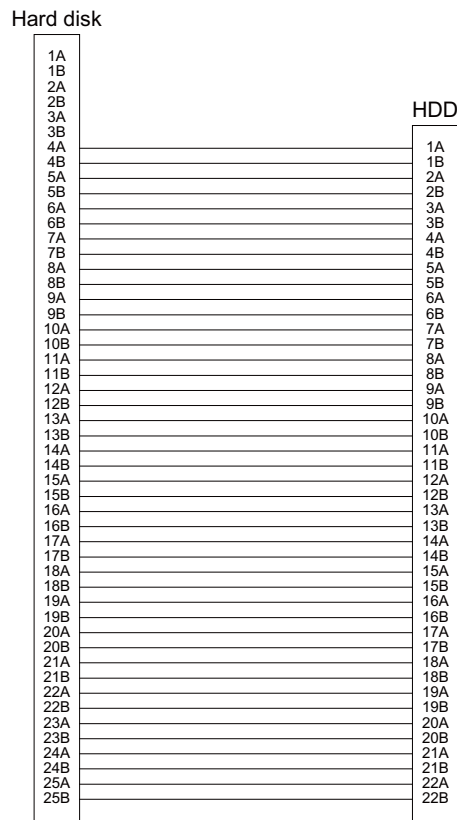 Hard disk
1A
1B
2A
2B
3A
3B
4A
4B
5A
5B
6A
6B
7A
7B
8A
8B
9A
9B
10A
10B
11A
11B
12A
12B
13A
13B
14A
14B
15A
15B
16A
16B
17A
17B
18A
18B
19A
19B
20A
20B
21A
21B
22A
22B
23A
23B
24A
24B
25A
25B
HDD
1A
1B
2A
2B
3A
3B
4A
4B
5A
5B
6A
6B
7A
7B
8A
8B
9A
9B
10A
10B
11A
11B
12A
12B
13A
13B
14A
14B
15A
15B
16A
16B
17A
17B
18A
18B
19A
19B
20A
20B
21A
21B
22A
22B